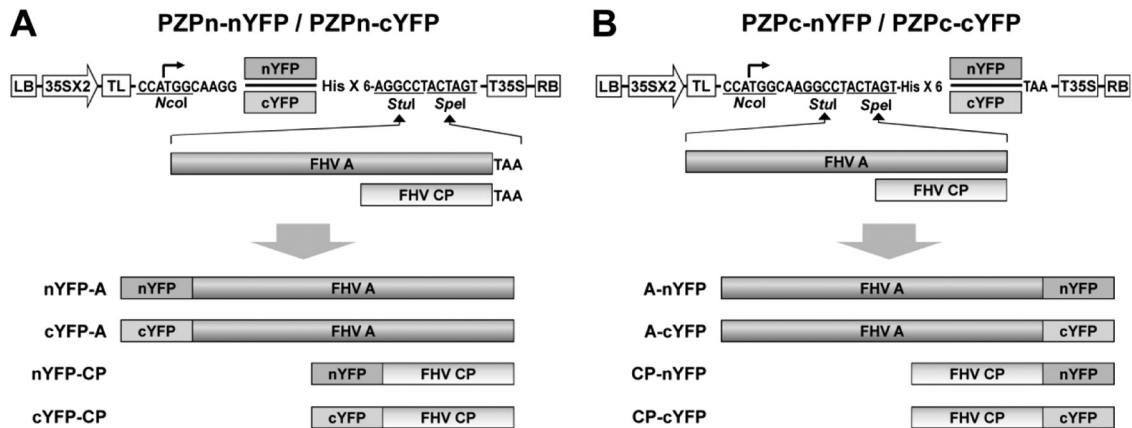 A
PZPn-nYFP / PZPn-cYFP
LB 35SX2 TL CCATGGCAAGG nYFP cYFP His X 6-AGGCCTACTAGT T35S RB
NcoI StuI SpeI
FHV A TAA
FHV CP TAA
nYFP-A nYFP FHV A
cYFP-A cYFP FHV A
nYFP-CP nYFP FHV CP
cYFP-CP cYFP FHV CP
B
PZPc-nYFP / PZPc-cYFP
LB 35SX2 TL CCATGGCAAGGCCTACTAGT-His X 6 nYFP cYFP TAA T35S RB
NcoI StuI SpeI
FHV A
FHV CP
A-nYFP FHV A nYFP
A-cYFP FHV A cYFP
CP-nYFP FHV CP nYFP
CP-cYFP FHV CP cYFP